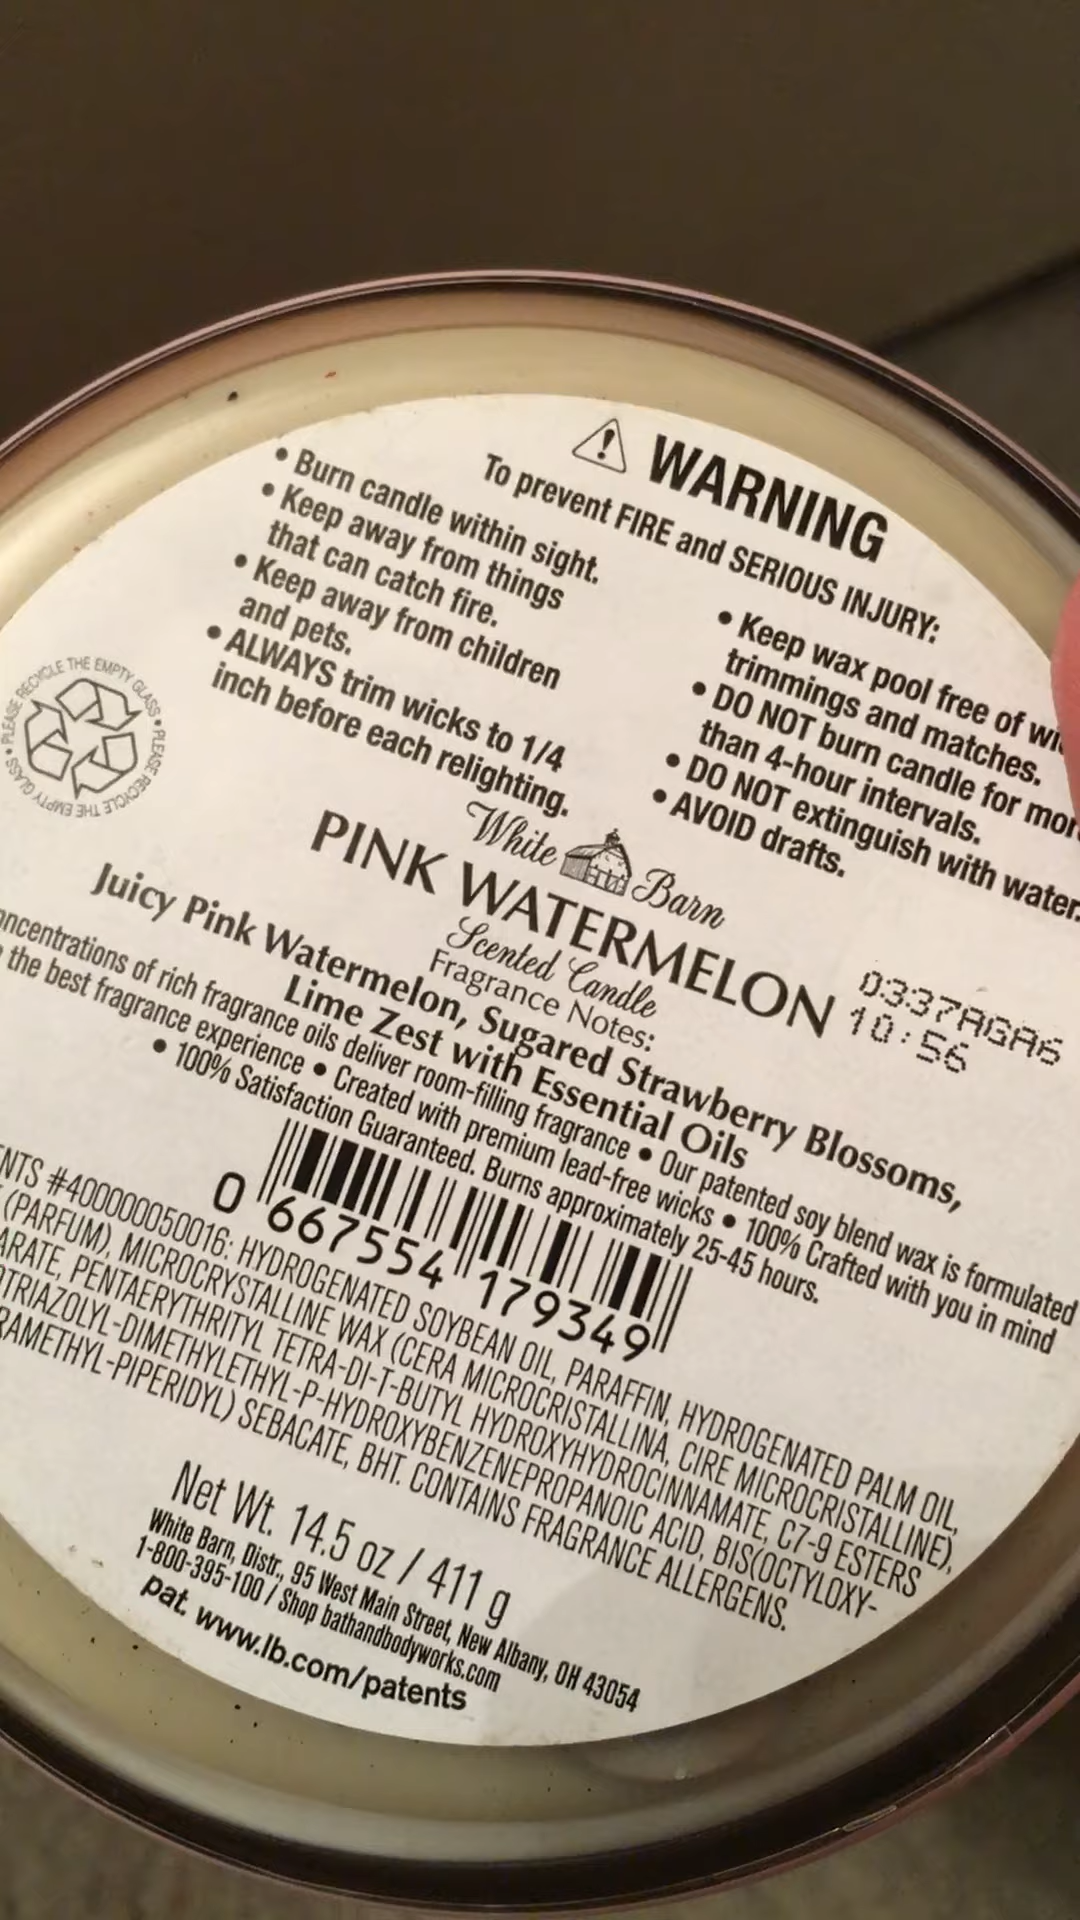 WARNING
To prevent FIRE and SERIOUS INJURY:
• Burn candle within sight.
• Keep away from things
that can catch fire.
• Keep away from children
and pets.
• ALWAYS trim wicks to 1/4
inch before each relighting.
• Keep wax pool free of
trimmings and matches.
• DO NOT burn candle for
than 4-hour intervals.
• DO NOT extinguish with water.
• AVOID drafts.
PLEASE RECYCLE THE EMPTY GLASS • PLEASE RECYCLE THE EMPTY GLASS •
White Barn
PINK WATERMELON
Scented Candle
Fragrance Notes:
Juicy Pink Watermelon, Sugared Strawberry Blossoms,
Lime Zest with Essential Oils
0337AGA6
10:56
of rich fragrance oils deliver room-filling fragrance • Our patented soy blend wax is formulated
the best fragrance experience • Created with premium lead-free wicks • 100% Crafted with you in mind
• 100% Satisfaction Guaranteed. Burns approximately 25-45 hours.
0 667554 179349
#40000050016: HYDROGENATED SOYBEAN OIL, PARAFFIN, HYDROGENATED PALM OIL,
(PARFUM), MICROCRYSTALLINE WAX (CERA MICROCRISTALLINA, CIRE MICROCRISTALLINE),
PENTAERYTHRITYL TETRA-DI-T-BUTYL HYDROXYHYDROCINNAMATE, C7-9 ESTERS
-DIMETHYLETHYL-P-HYDROXYBENZENEPROPANOIC ACID, BIS(OCTYLOXY-
-PIPERIDYL) SEBACATE, BHT. CONTAINS FRAGRANCE ALLERGENS.
Net Wt. 14.5 oz / 411 g
White Barn, Distr., 95 West Main Street, New Albany, OH 43054
1-800-395-100 / Shop bathandbodyworks.com
pat. www.lb.com/patents